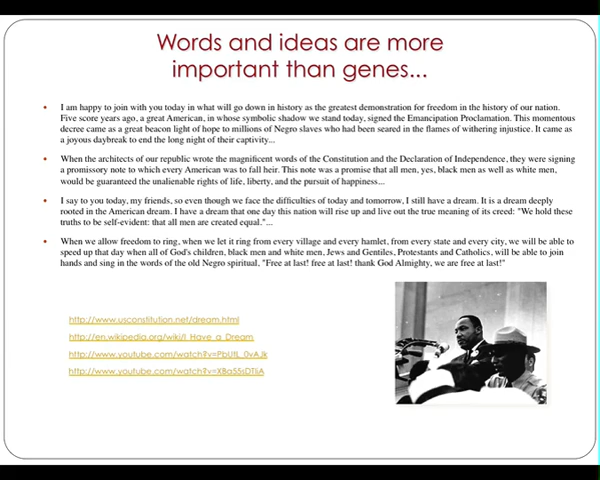 Words and ideas are more
important than genes...
• I am happy to join with you today in what will go down in history as the greatest demonstration for freedom in the history of our nation.
Five score years ago, a great American, in whose symbolic shadow we stand today, signed the Emancipation Proclamation. This momentous
decree came as a great beacon light of hope to millions of Negro slaves who had been seared in the flames of withering injustice. It came as
a joyous daybreak to end the long night of their captivity...
• When the architects of our republic wrote the magnificent words of the Constitution and the Declaration of Independence, they were signing
a promissory note to which every American was to fall heir. This note was a promise that all men, yes, black men as well as white men,
would be guaranteed the unalienable rights of life, liberty, and the pursuit of happiness...
• I say to you today, my friends, so even though we face the difficulties of today and tomorrow, I still have a dream. It is a dream deeply
rooted in the American dream. I have a dream that one day this nation will rise up and live out the true meaning of its creed: "We hold these
truths to be self-evident: that all men are created equal."...
• When we allow freedom to ring, when we let it ring from every village and every hamlet, from every state and every city, we will be able to
speed up that day when all of God's children, black men and white men, Jews and Gentiles, Protestants and Catholics, will be able to join
hands and sing in the words of the old Negro spiritual, "Free at last! free at last! thank God Almighty, we are free at last!"
http://www.usconstitution.net/dream.html
http://en.wikipedia.org/wiki/I_Have_a_Dream